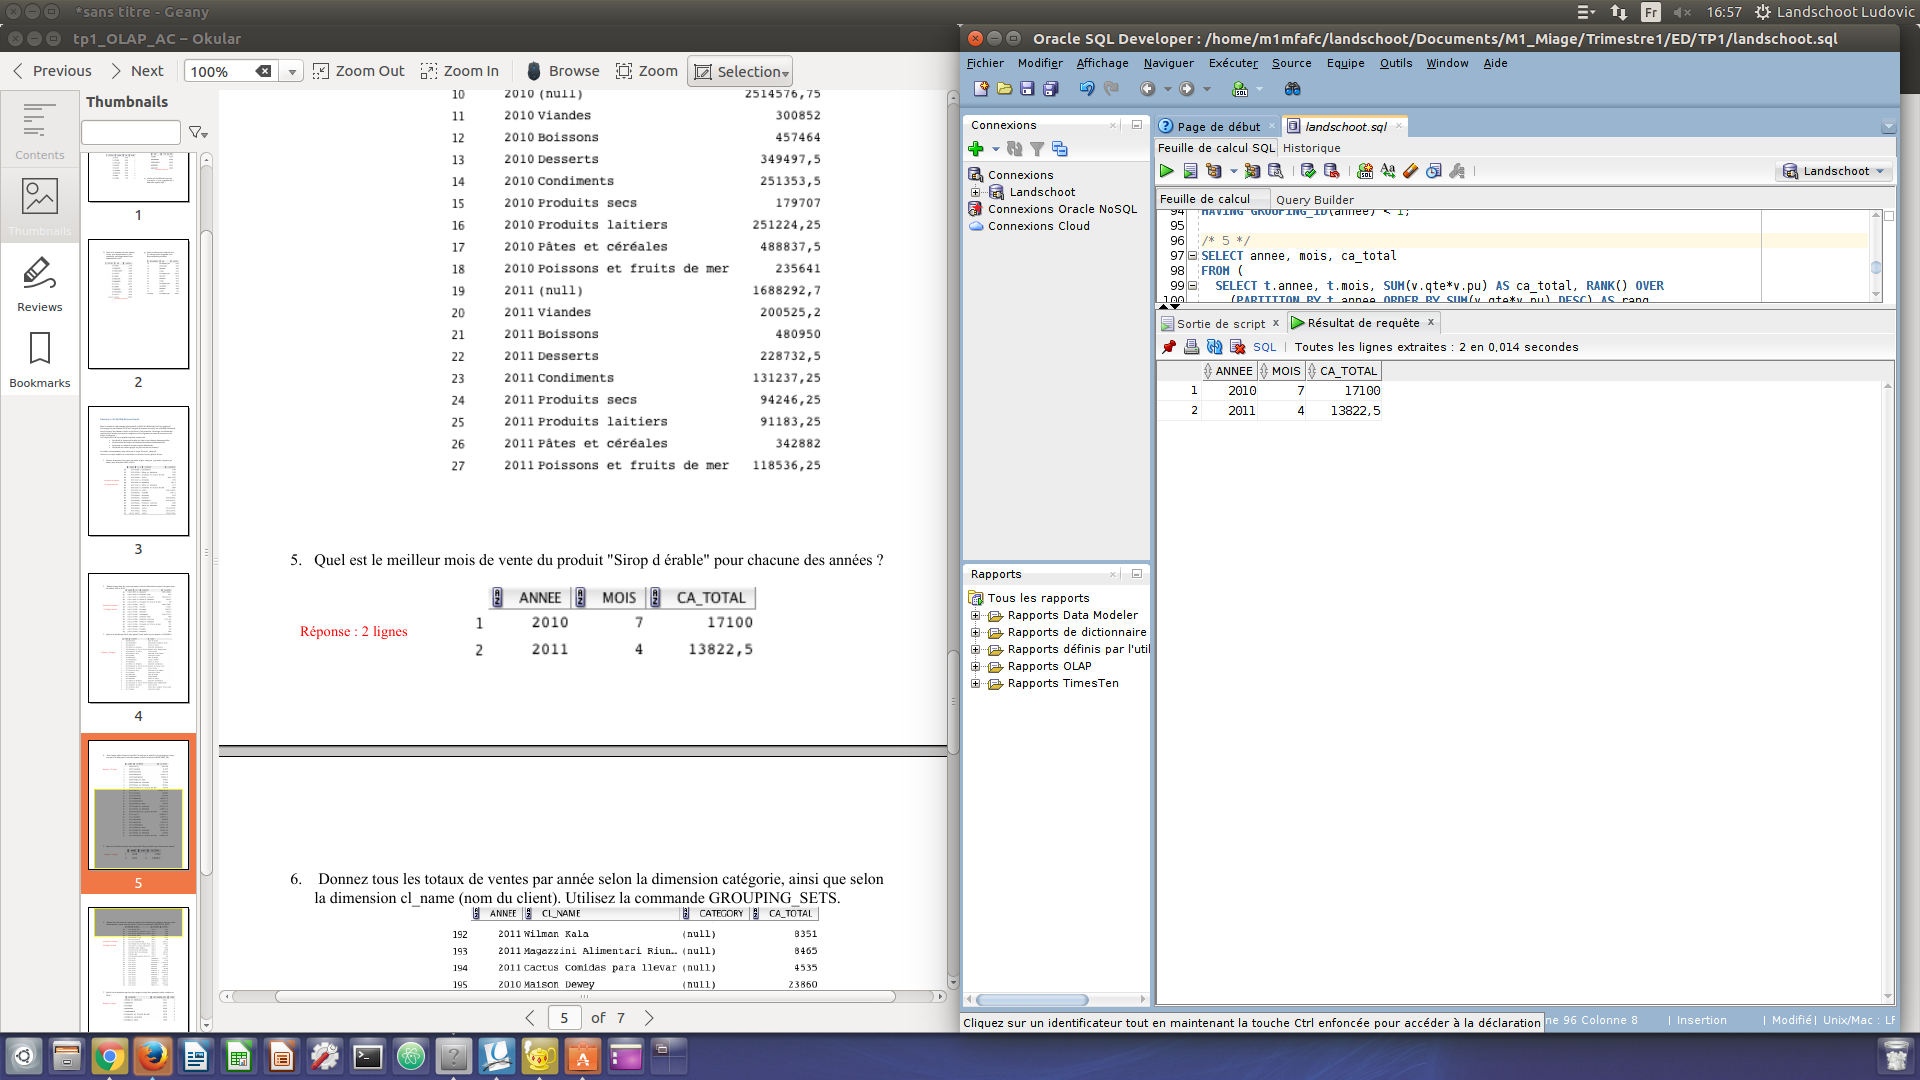 *sans titre - Geany
Fr
16:57
Landschoot Ludovic
tp1_OLAP_AC – Okular
Previous
Next
100%
Zoom Out
Zoom In
Browse
Zoom
Selection
Contents
Thumbnails
Reviews
Bookmarks
Thumbnails
1
2
3
4
5
10 2010 (null) 2514576,75
11 2010 Viandes 300852
12 2010 Boissons 457464
13 2010 Desserts 349497,5
14 2010 Condiments 251353,5
15 2010 Produits secs 179707
16 2010 Produits laitiers 251224,25
17 2010 Pâtes et céréales 488837,5
18 2010 Poissons et fruits de mer 235641
19 2011 (null) 1688292,7
20 2011 Viandes 200525,2
21 2011 Boissons 480950
22 2011 Desserts 228732,5
23 2011 Condiments 131237,25
24 2011 Produits secs 94246,25
25 2011 Produits laitiers 91183,25
26 2011 Pâtes et céréales 342882
27 2011 Poissons et fruits de mer 118536,25
5. Quel est le meilleur mois de vente du produit "Sirop d érable" pour chacune des années ?
ANNEE MOIS CA_TOTAL
1 2010 7 17100
Réponse : 2 lignes
2 2011 4 13822,5
6. Donnez tous les totaux de ventes par année selon la dimension catégorie, ainsi que selon
la dimension cl_name (nom du client). Utilisez la commande GROUPING_SETS.
ANNEE CL_NAME CATEGORY CA_TOTAL
192 2011 Wilman Kala (null) 8351
193 2011 Magazzini Alimentari Riun... (null) 8465
194 2011 Cactus Comidas para llevar (null) 4535
195 2010 Maison Dewey (null) 23860
5 of 7
Oracle SQL Developer : /home/m1mfafc/landschoot/Documents/M1_Miage/Trimestre1/ED/TP1/landschoot.sql
Fichier Modifier Affichage Naviguer Exécuter Source Equipe Outils Window Aide
Connexions
Connexions
Landschoot
Connexions Oracle NoSQL
Connexions Cloud
Rapports
Tous les rapports
Rapports Data Modeler
Rapports de dictionnaire
Rapports définis par l'util
Rapports OLAP
Rapports TimesTen
Page de début
landschoot.sql
Feuille de calcul SQL Historique
Landschoot
Feuille de calcul Query Builder
94 HAVING GROUPING_ID(annee) < 1;
95
96 /* 5 */
97 SELECT annee, mois, ca_total
98 FROM (
99 SELECT t.annee, t.mois, SUM(v.qte*v.pu) AS ca_total, RANK() OVER
100 (PARTITION BY t.annee ORDER BY SUM(v.qte*v.pu) DESC) AS rang
Sortie de script
Résultat de requête
SQL | Toutes les lignes extraites : 2 en 0,014 secondes
ANNEE MOIS CA_TOTAL
1 2010 7 17100
2 2011 4 13822,5
Cliquez sur un identificateur tout en maintenant la touche Ctrl enfoncée pour accéder à la déclaration
ne 96 Colonne 8 | Insertion | Modifié | Unix/Mac : LF